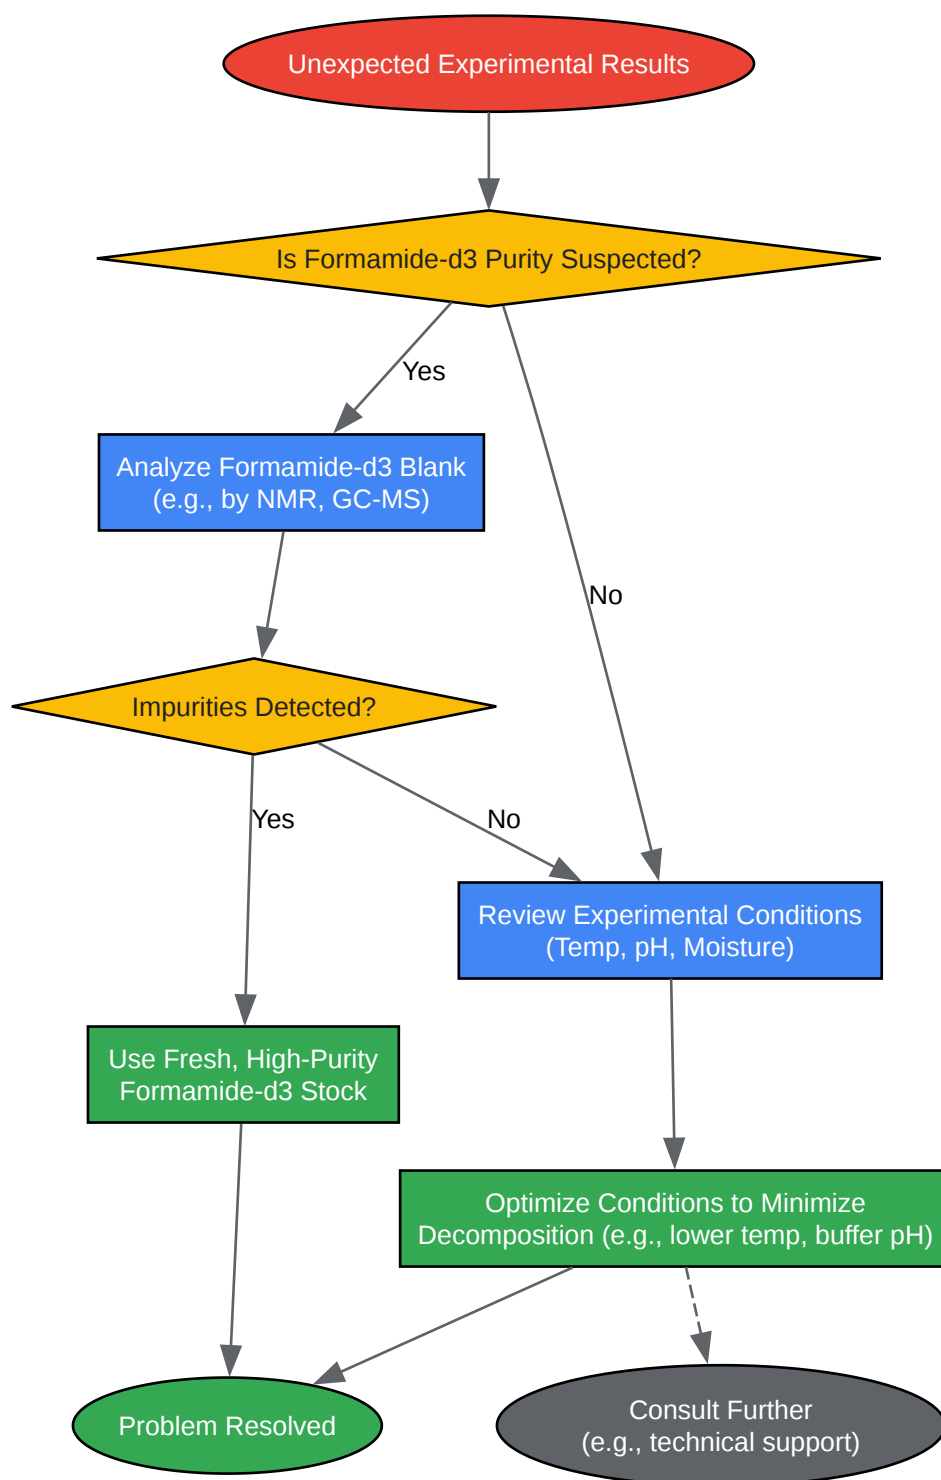 Unexpected Experimental Results
Is Formamide-d3 Purity Suspected?
Yes
Analyze Formamide-d3 Blank
(e.g., by NMR, GC-MS)
No
Impurities Detected?
Yes
No
Review Experimental Conditions
(Temp, pH, Moisture)
Use Fresh, High-Purity
Formamide-d3 Stock
Optimize Conditions to Minimize
Decomposition (e.g., lower temp, buffer pH)
Problem Resolved
Consult Further
(e.g., technical support)